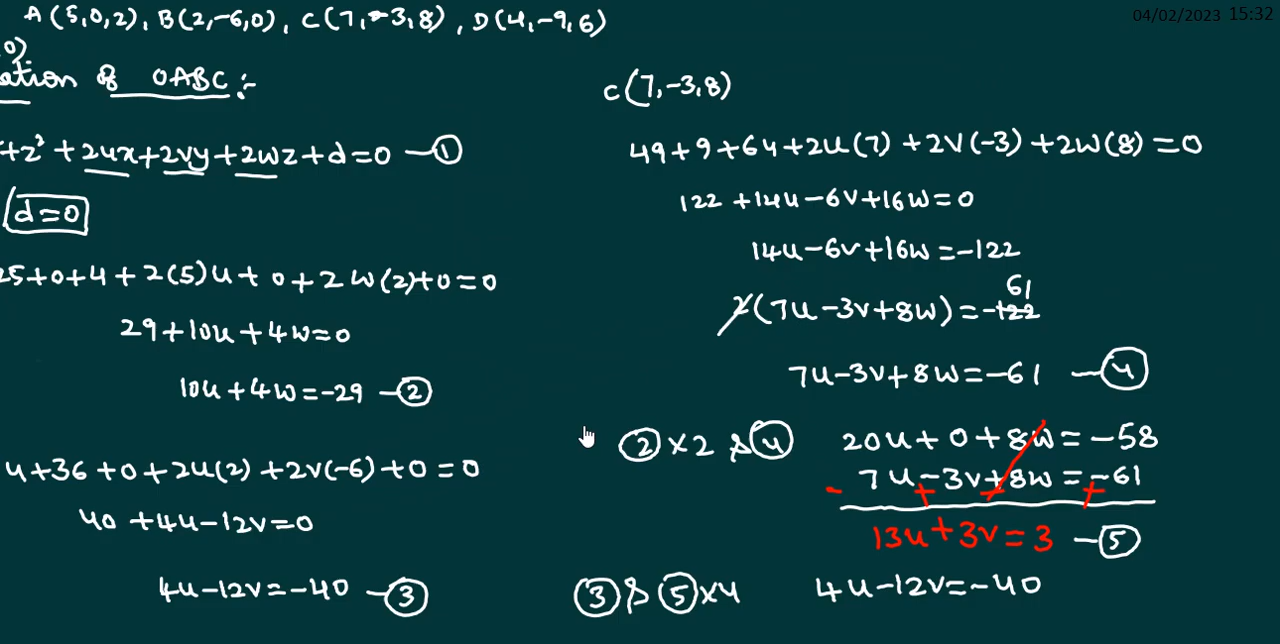 A(5,0,2), B(2,-6,0), C(7,-3,8), D(4,-9,6)
04/02/2023 15:32
,0)
ation of OABC:-
+z² + 2ux + 2vy + 2wz + d = 0 — ①
d=0
25+0+4+2(5)u+0+2w(2)+0=0
29+10u+4w=0
10u+4w=-29 — ②
4+36+0+2u(2)+2v(-6)+0=0
40+4u-12v=0
4u-12v=-40 — ③
C(7,-3,8)
49+9+64+2u(7)+2v(-3)+2w(8)=0
122+14u-6v+16w=0
14u-6v+16w=-122
61
2(7u-3v+8w)=-122
7u-3v+8w=-61 — ④
②×2 & ④ 20u+0+8w=-58
7u-3v+8w=-61
- + - +
13u+3v=3 — ⑤
③ & ⑤×4 4u-12v=-40